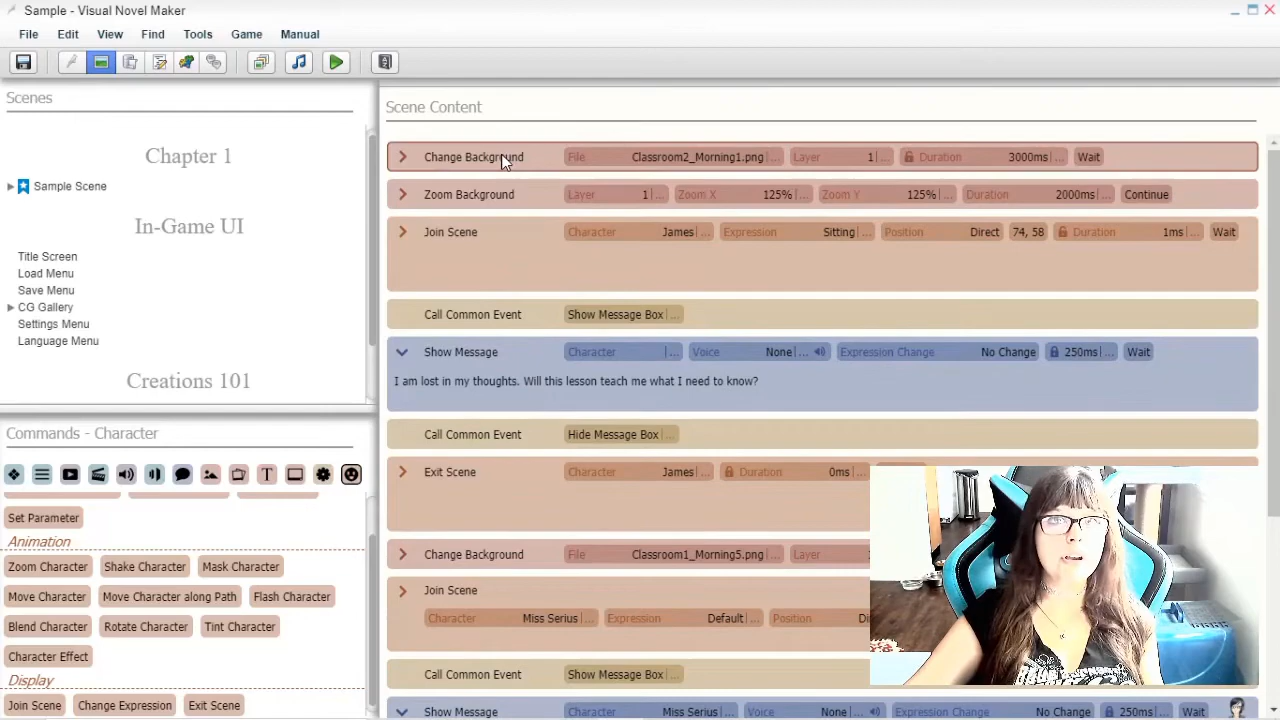 Sample - Visual Novel Maker
File Edit View Find Tools Game Manual
Scenes
Chapter 1
Sample Scene
In-Game UI
Title Screen
Load Menu
Save Menu
CG Gallery
Settings Menu
Language Menu
Creations 101
Commands - Character
T
Set Parameter
Animation
Zoom Character Shake Character Mask Character
Move Character Move Character along Path Flash Character
Blend Character Rotate Character Tint Character
Character Effect
Display
Join Scene Change Expression Exit Scene
Scene Content
Change Background File Classroom2_Morning1.png ... Layer 1 ... Duration 3000ms ... Wait
Zoom Background Layer 1 ... Zoom X 125% ... Zoom Y 125% ... Duration 2000ms ... Continue
Join Scene Character James ... Expression Sitting ... Position Direct 74, 58 Duration 1ms ... Wait
Call Common Event Show Message Box ...
Show Message Character ... Voice None ... Expression Change No Change 250ms ... Wait
I am lost in my thoughts. Will this lesson teach me what I need to know?
Call Common Event Hide Message Box ...
Exit Scene Character James ... Duration 0ms ...
Change Background File Classroom1_Morning5.png ... Layer
Join Scene
Character Miss Serius ... Expression Default ... Position Di
Call Common Event Show Message Box ...
Show Message Character Miss Serius ... Voice None ... Expression Change No Change 250ms ... Wait